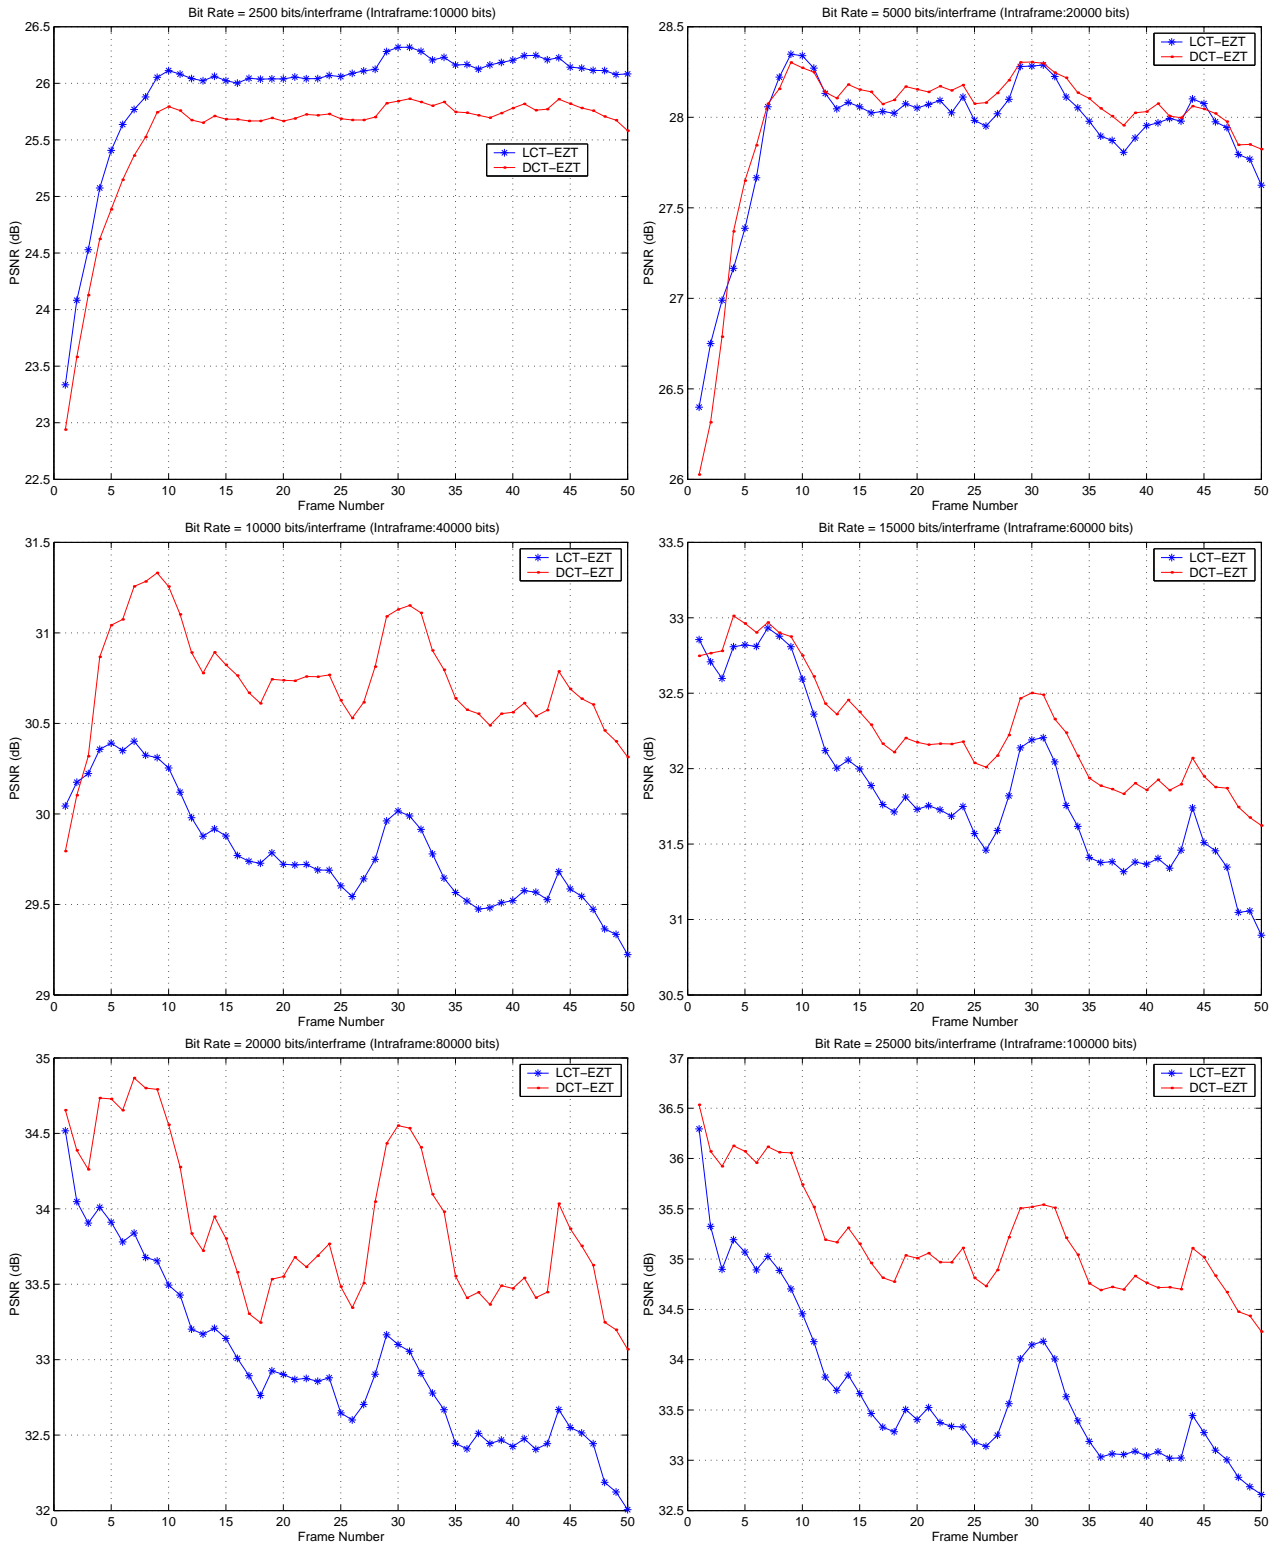 Bit Rate = 2500 bits/interframe (Intraframe:10000 bits)
26.5
26
25.5
25
24.5
24
23.5
23
22.5
PSNR (dB)
LCT−EZT
DCT−EZT
0 5 10 15 20 25 30 35 40 45 50
Frame Number
Bit Rate = 5000 bits/interframe (Intraframe:20000 bits)
28.5
28
27.5
27
26.5
26
PSNR (dB)
LCT−EZT
DCT−EZT
0 5 10 15 20 25 30 35 40 45 50
Frame Number
Bit Rate = 10000 bits/interframe (Intraframe:40000 bits)
31.5
31
30.5
30
29.5
29
PSNR (dB)
LCT−EZT
DCT−EZT
0 5 10 15 20 25 30 35 40 45 50
Frame Number
Bit Rate = 15000 bits/interframe (Intraframe:60000 bits)
33.5
33
32.5
32
31.5
31
30.5
PSNR (dB)
LCT−EZT
DCT−EZT
0 5 10 15 20 25 30 35 40 45 50
Frame Number
Bit Rate = 20000 bits/interframe (Intraframe:80000 bits)
35
34.5
34
33.5
33
32.5
32
PSNR (dB)
LCT−EZT
DCT−EZT
0 5 10 15 20 25 30 35 40 45 50
Frame Number
Bit Rate = 25000 bits/interframe (Intraframe:100000 bits)
37
36.5
36
35.5
35
34.5
34
33.5
33
32.5
PSNR (dB)
LCT−EZT
DCT−EZT
0 5 10 15 20 25 30 35 40 45 50
Frame Number